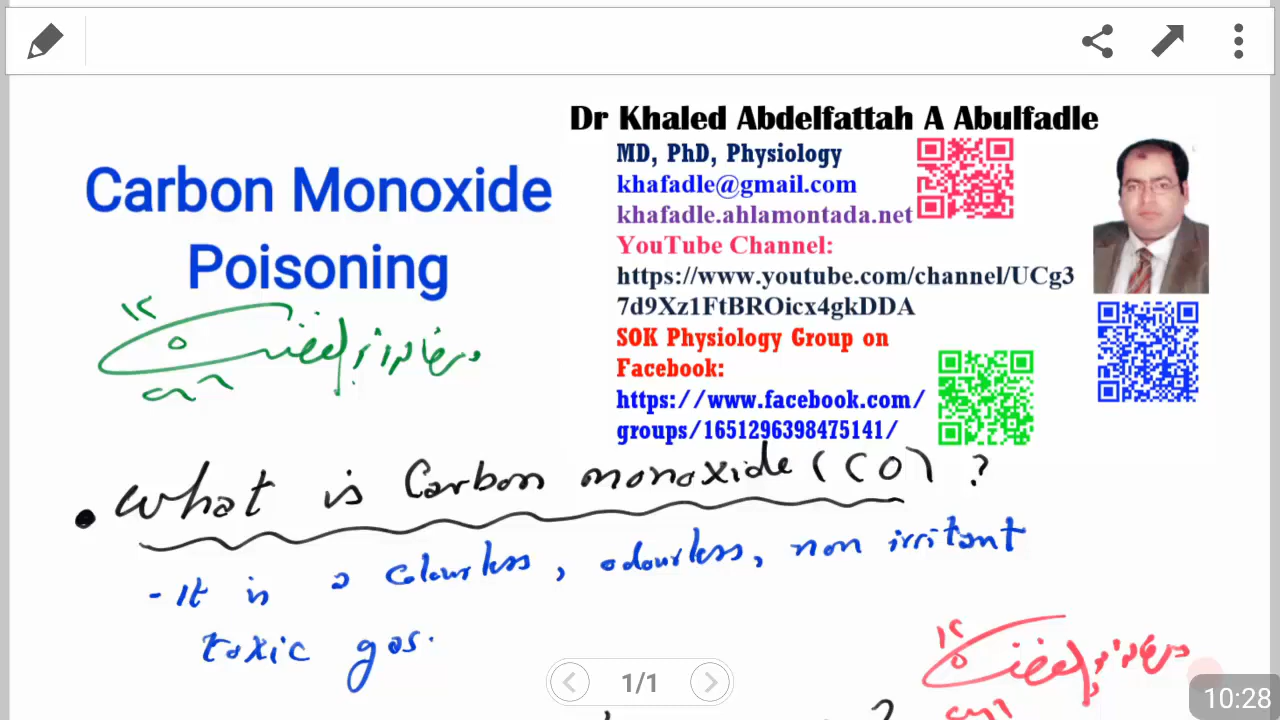 Dr Khaled Abdelfattah A Abulfadle
MD, PhD, Physiology
khafadle@gmail.com
khafadle.ahlamontada.net
YouTube Channel:
https://www.youtube.com/channel/UCg3
7d9Xz1FtBROicx4gkDDA
SOK Physiology Group on
Facebook:
https://www.facebook.com/
groups/1651296398475141/
Carbon Monoxide
Poisoning
• What is Carbon monoxide (CO) ?
- It is a colourless, odourless, non irritant
toxic gas.
1/1
10:28